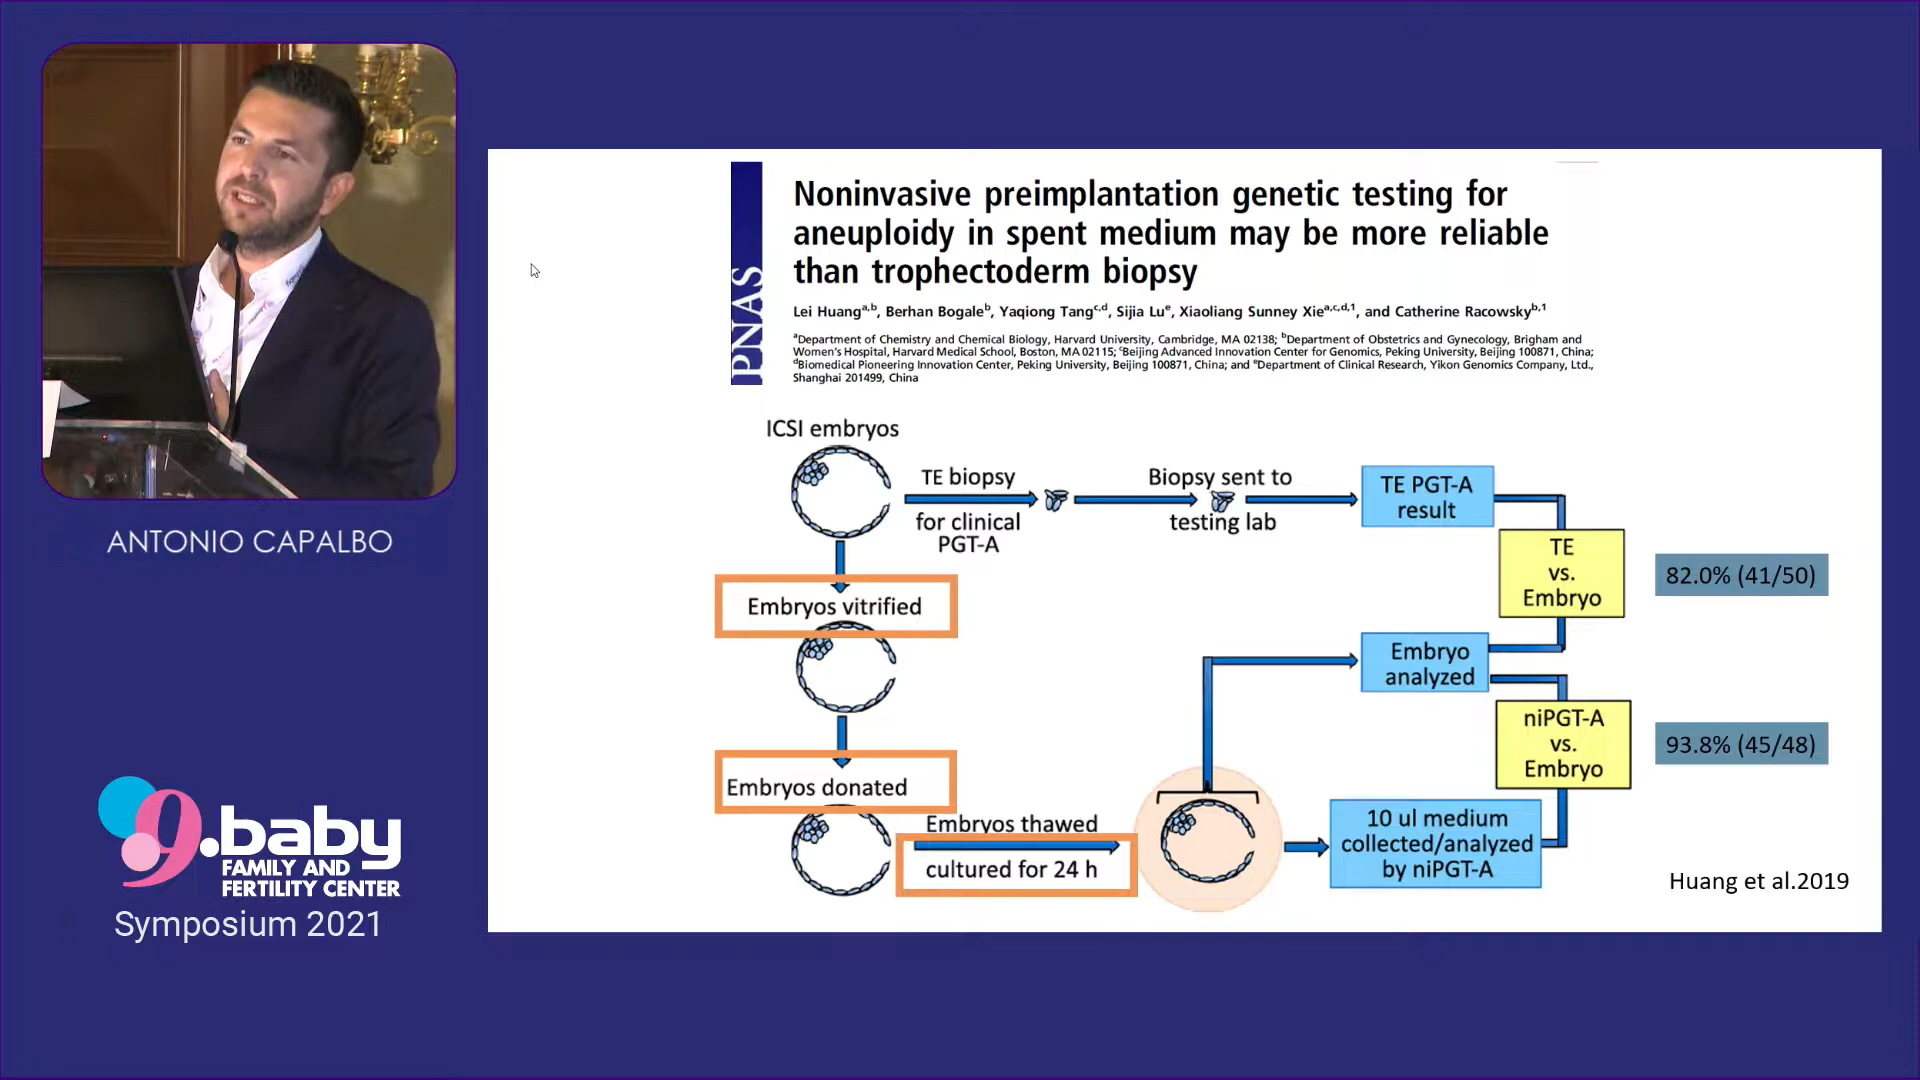 ANTONIO CAPALBO
9.baby
FAMILY AND
FERTILITY CENTER
Symposium 2021
PNAS
Noninvasive preimplantation genetic testing for
aneuploidy in spent medium may be more reliable
than trophectoderm biopsy
Lei Huangᵃ,ᵇ, Berhan Bogaleᵇ, Yaqiong Tangᶜ,ᵈ, Sijia Luᵉ, Xiaoliang Sunney Xieᵃ,ᶜ,ᵈ,¹, and Catherine Racowskyᵇ,¹
ᵃDepartment of Chemistry and Chemical Biology, Harvard University, Cambridge, MA 02138; ᵇDepartment of Obstetrics and Gynecology, Brigham and
Women's Hospital, Harvard Medical School, Boston, MA 02115; ᶜBeijing Advanced Innovation Center for Genomics, Peking University, Beijing 100871, China;
ᵈBiomedical Pioneering Innovation Center, Peking University, Beijing 100871, China; and ᵉDepartment of Clinical Research, Yikon Genomics Company, Ltd.,
Shanghai 201499, China
ICSI embryos
TE biopsy
for clinical
PGT-A
Biopsy sent to
testing lab
TE PGT-A
result
TE
vs.
Embryo
82.0% (41/50)
Embryos vitrified
Embryo
analyzed
niPGT-A
vs.
Embryo
93.8% (45/48)
Embryos donated
Embryos thawed
cultured for 24 h
10 ul medium
collected/analyzed
by niPGT-A
Huang et al.2019